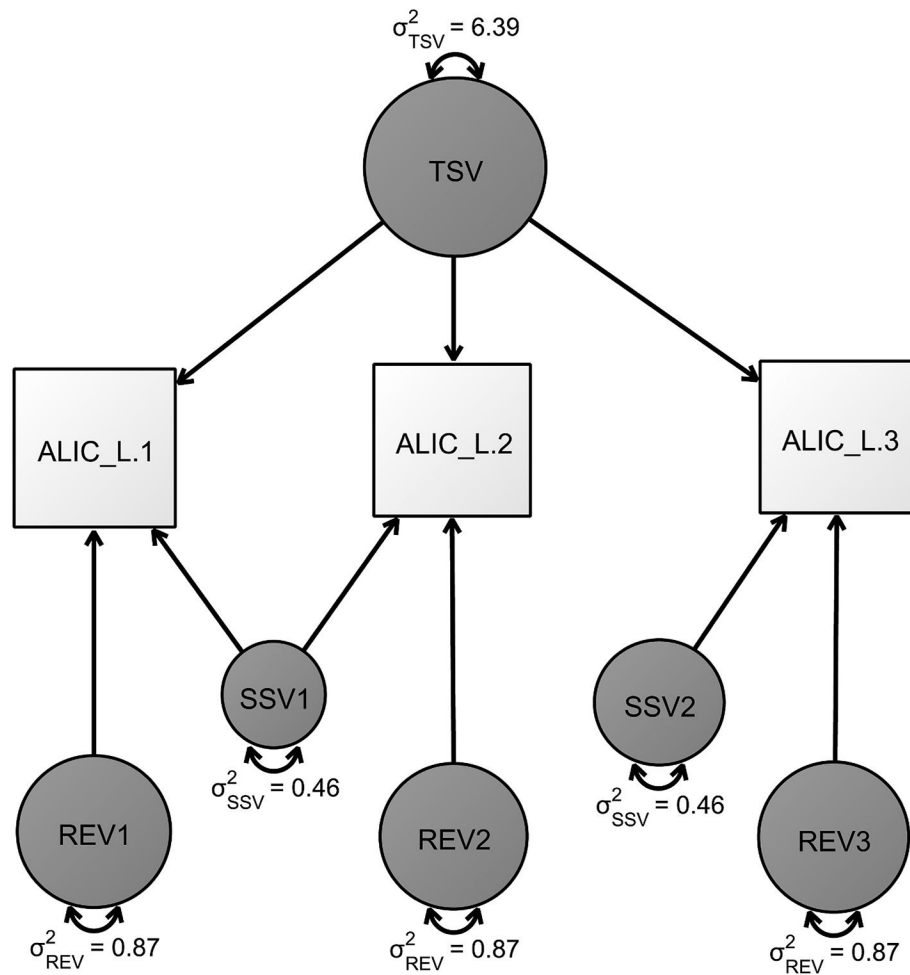 σ²TSV = 6.39
TSV
ALIC_L.1
ALIC_L.2
ALIC_L.3
SSV1
SSV2
σ²SSV = 0.46
σ²SSV = 0.46
REV1
REV2
REV3
σ²REV = 0.87
σ²REV = 0.87
σ²REV = 0.87